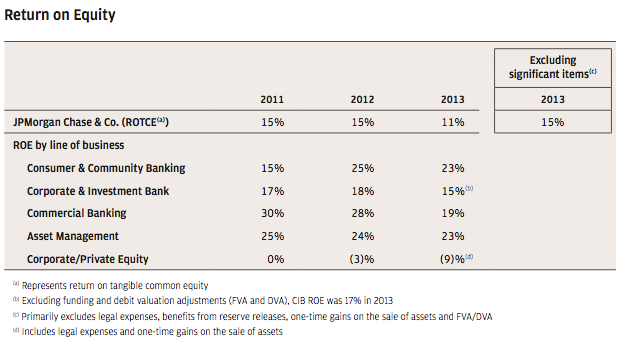 Return on Equity
Excluding
significant items(c)
2011 2012 2013 2013
JPMorgan Chase & Co. (ROTCE(a)) 15% 15% 11% 15%
ROE by line of business
Consumer & Community Banking 15% 25% 23%
Corporate & Investment Bank 17% 18% 15%(b)
Commercial Banking 30% 28% 19%
Asset Management 25% 24% 23%
Corporate/Private Equity 0% (3)% (9)%(d)
(a) Represents return on tangible common equity
(b) Excluding funding and debit valuation adjustments (FVA and DVA), CIB ROE was 17% in 2013
(c) Primarily excludes legal expenses, benefits from reserve releases, one-time gains on the sale of assets and FVA/DVA
(d) Includes legal expenses and one-time gains on the sale of assets